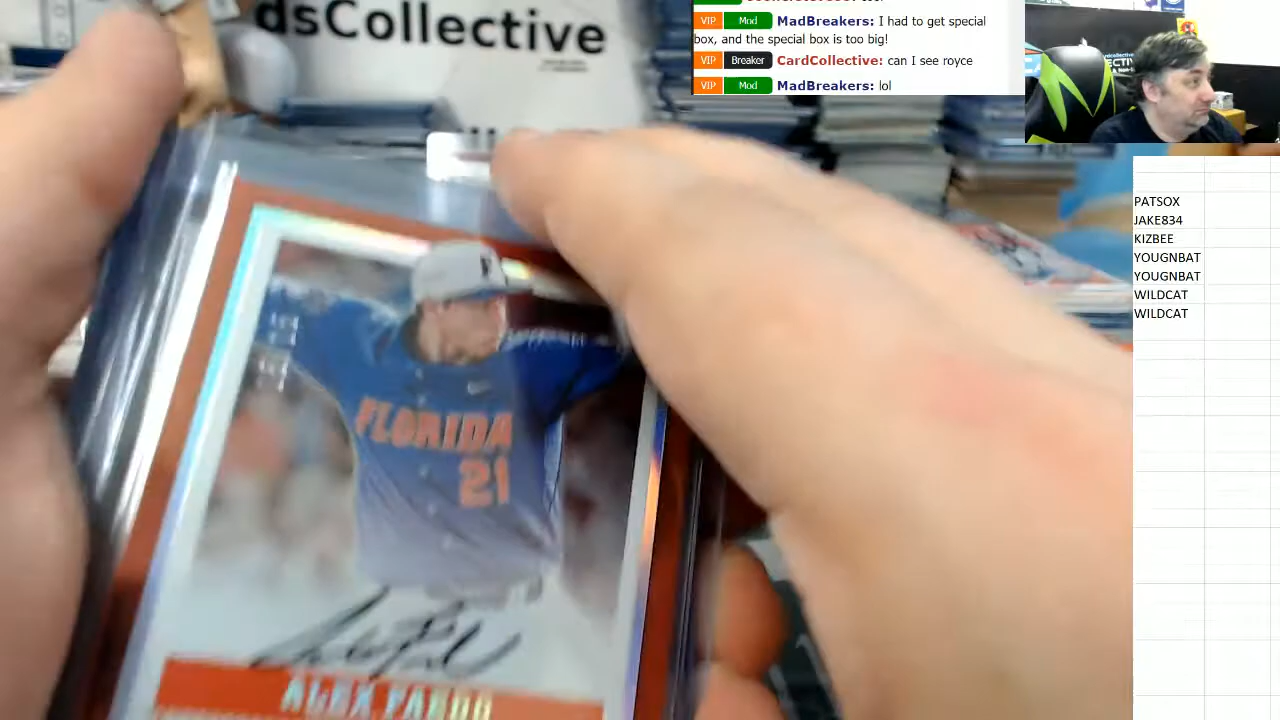 dsCollective
VIP Mod MadBreakers: I had to get special
box, and the special box is too big!
VIP Breaker CardCollective: can I see royce
VIP Mod MadBreakers: lol
PATSOX
JAKE834
KIZBEE
YOUGNBAT
YOUGNBAT
WILDCAT
WILDCAT
FLORIDA
21
ALEX FAEDO